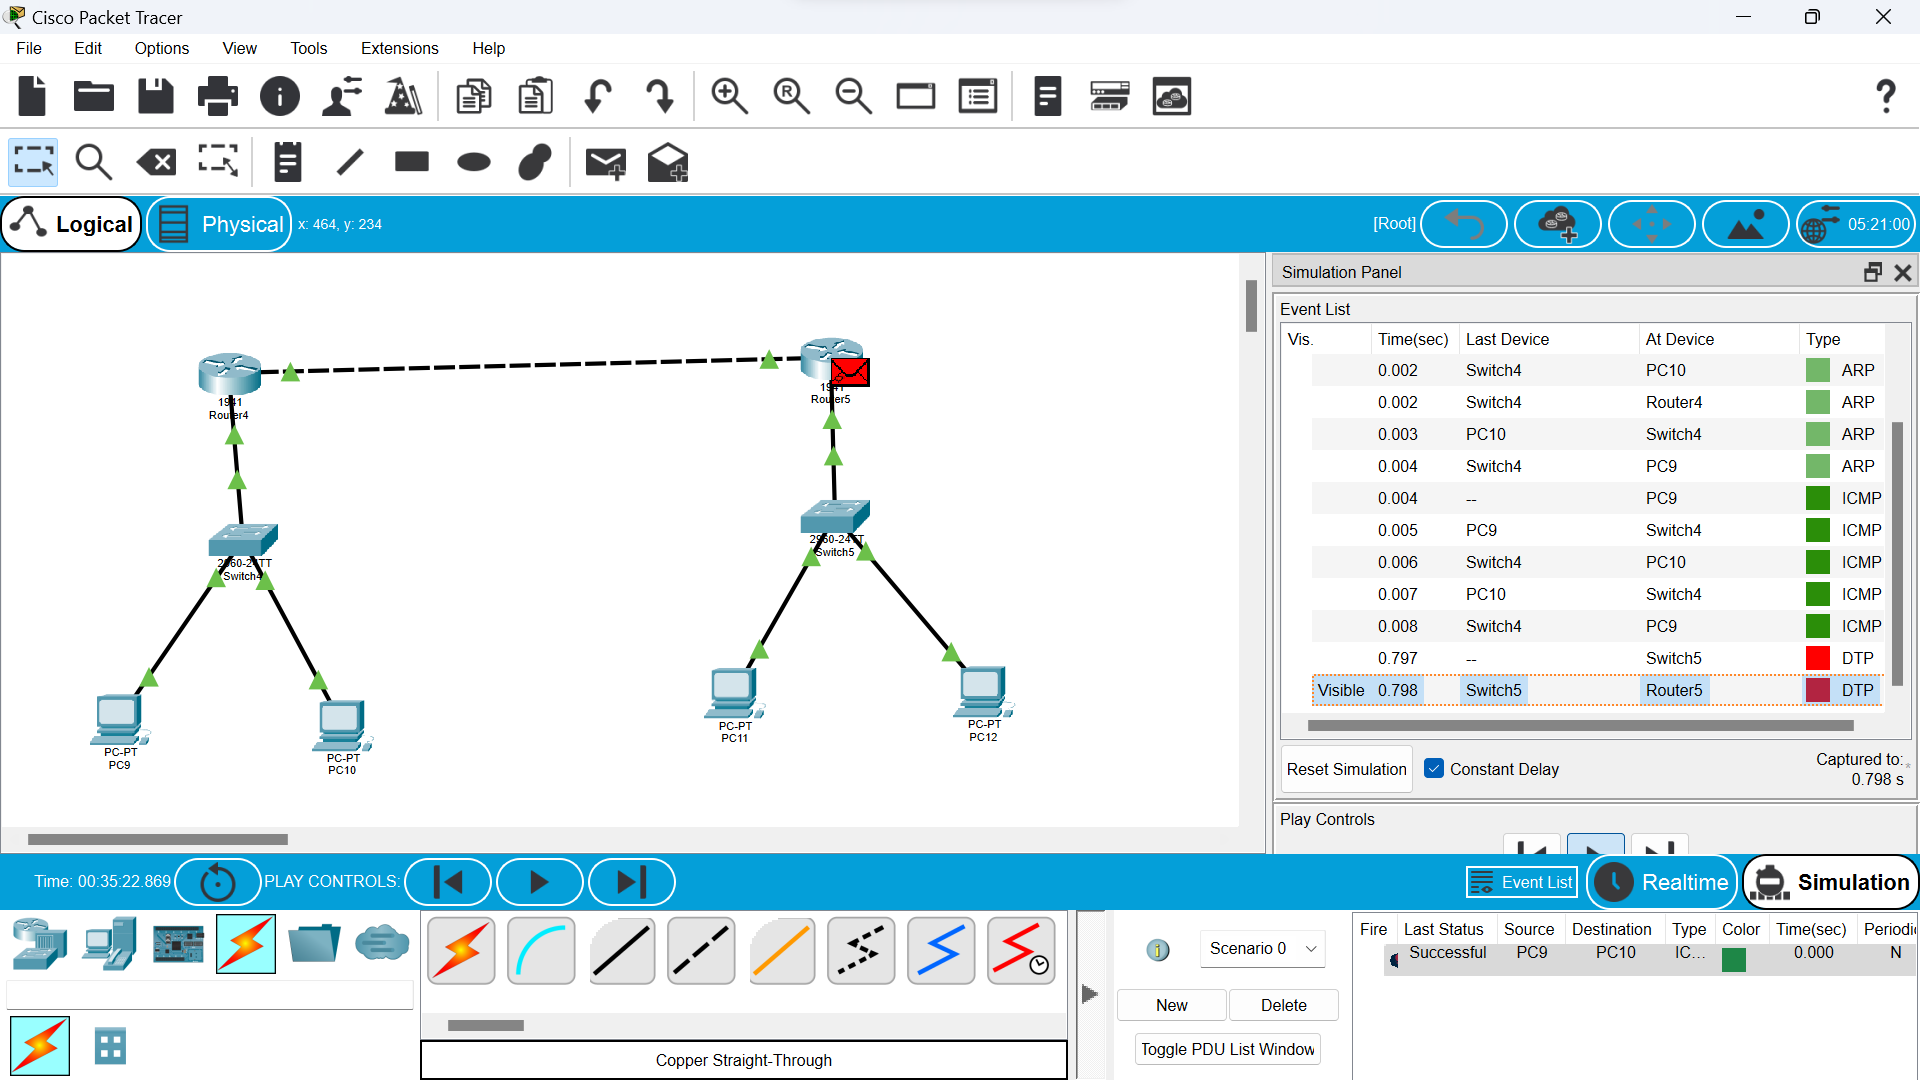 Cisco Packet Tracer
File Edit Options View Tools Extensions Help
Logical Physical x: 464, y: 234 [Root] 05:21:00
Simulation Panel
Event List
Vis. Time(sec) Last Device At Device Type
0.002 Switch4 PC10 ARP
0.002 Switch4 Router4 ARP
0.003 PC10 Switch4 ARP
0.004 Switch4 PC9 ARP
0.004 -- PC9 ICMP
0.005 PC9 Switch4 ICMP
0.006 Switch4 PC10 ICMP
0.007 PC10 Switch4 ICMP
0.008 Switch4 PC9 ICMP
0.797 -- Switch5 DTP
Visible 0.798 Switch5 Router5 DTP
Reset Simulation Constant Delay Captured to: *
0.798 s
Play Controls
1941
Router4
1941
Router5
2960-24TT
Switch4
2960-24TT
Switch5
PC-PT
PC9
PC-PT
PC10
PC-PT
PC11
PC-PT
PC12
Time: 00:35:22.869 PLAY CONTROLS: Event List Realtime Simulation
Scenario 0
New Delete
Toggle PDU List Window
Fire Last Status Source Destination Type Color Time(sec) Periodi
Successful PC9 PC10 IC... 0.000 N
Copper Straight-Through